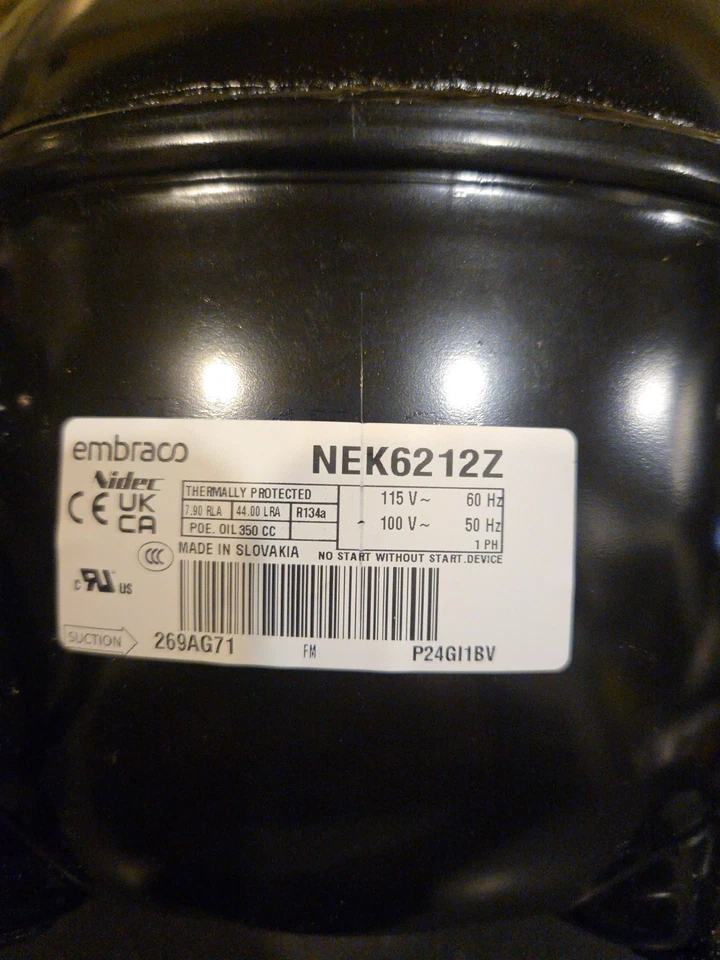 embraco
NEK6212Z
Nidec
CE UK CA
THERMALLY PROTECTED
7.90 RLA 44.00 LRA R134a
POE. OIL 350 CC
115 V~ 60 Hz
100 V~ 50 Hz
1 PH
MADE IN SLOVAKIA
NO START WITHOUT START.DEVICE
CCC
c RU US
SUCTION
269AG71
FM
P24GI1BV